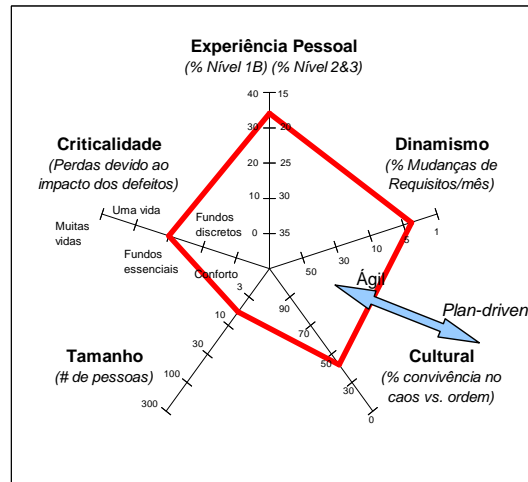 Experiência Pessoal
(% Nível 1B) (% Nível 2&3)
40 15
30 20
20 25
10 30
0 35
Criticalidade
(Perdas devido ao
impacto dos defeitos)
Muitas
vidas
Uma vida
Fundos
essenciais
Fundos
discretos
Conforto
Dinamismo
(% Mudanças de
Requisitos/mês)
50
30
10
5
1
Ágil
Plan-driven
Tamanho
(# de pessoas)
3
10
30
100
300
Cultural
(% convivência no
caos vs. ordem)
90
70
50
30
0